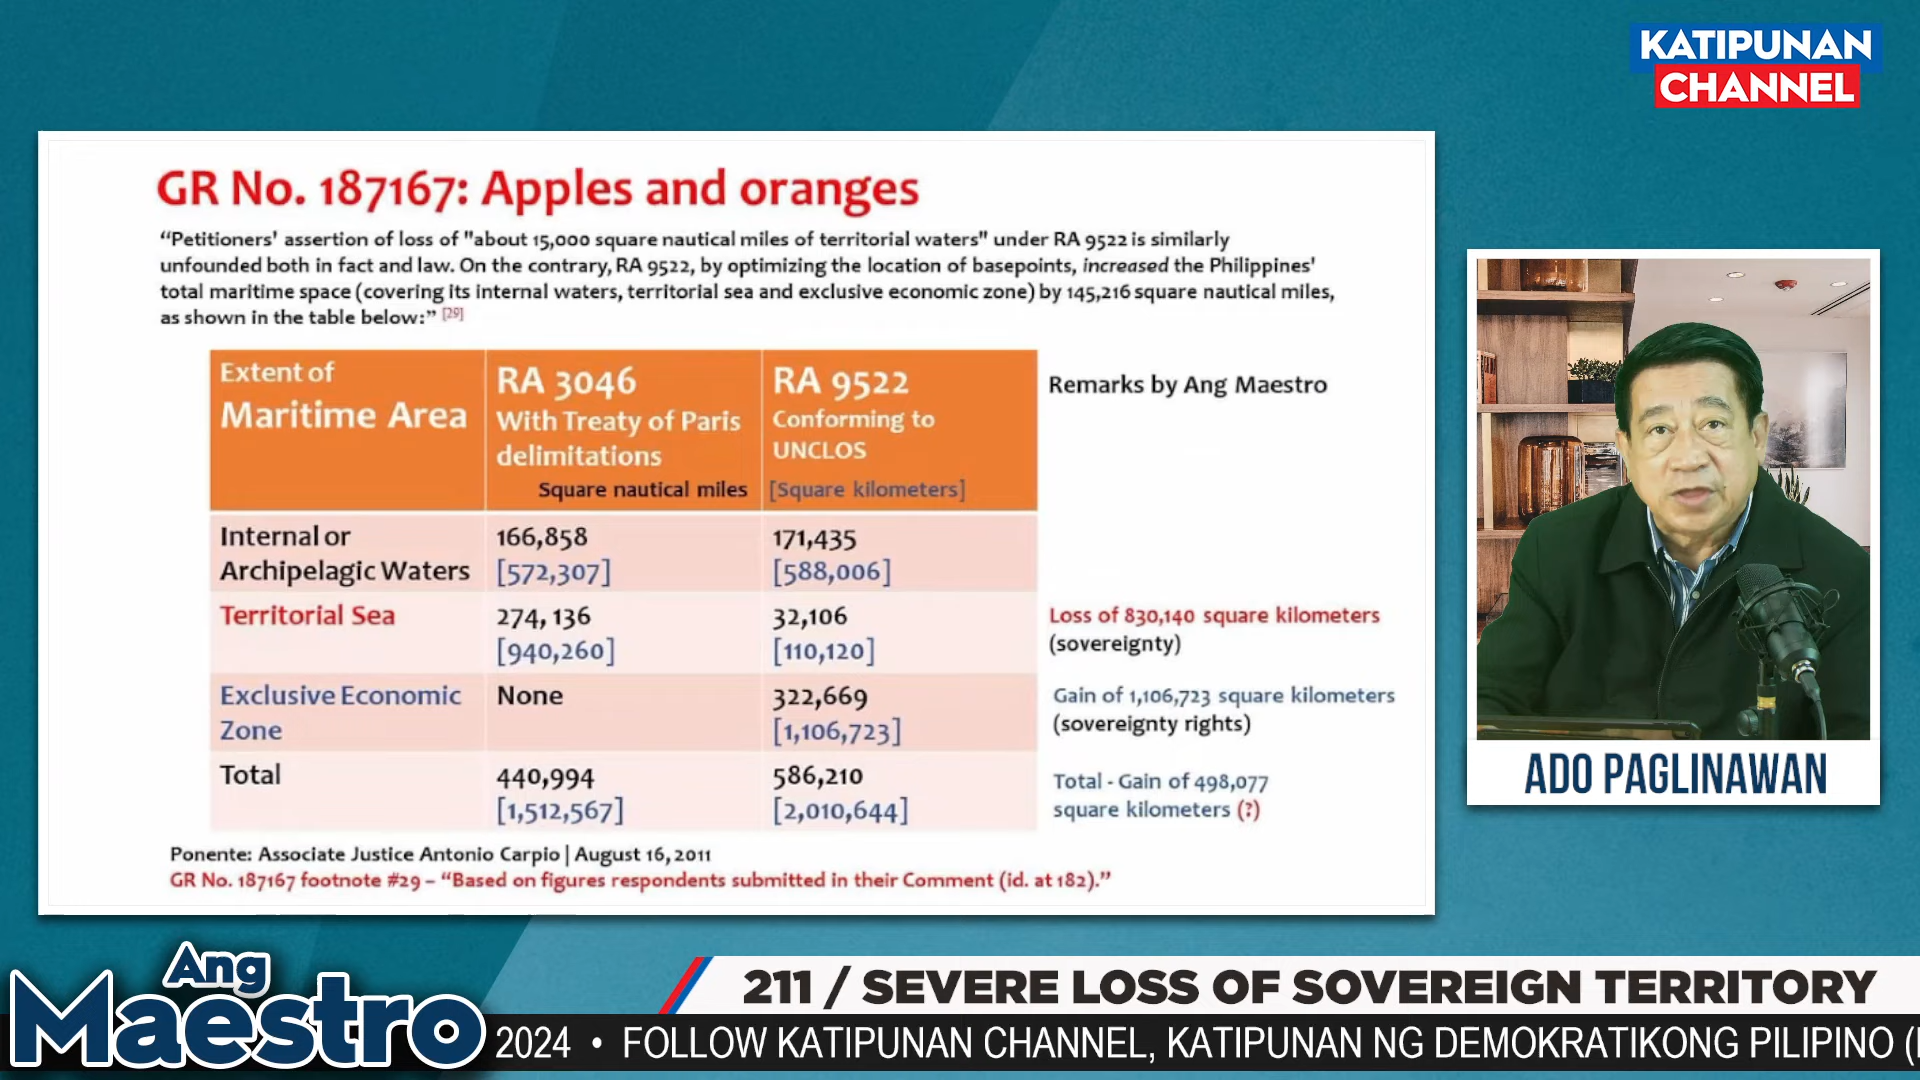 KATIPUNAN
CHANNEL
GR No. 187167: Apples and oranges
“Petitioners' assertion of loss of "about 15,000 square nautical miles of territorial waters" under RA 9522 is similarly
unfounded both in fact and law. On the contrary, RA 9522, by optimizing the location of basepoints, increased the Philippines'
total maritime space (covering its internal waters, territorial sea and exclusive economic zone) by 145,216 square nautical miles,
as shown in the table below:” [29]
Extent of
Maritime Area
RA 3046
With Treaty of Paris
delimitations
Square nautical miles
RA 9522
Conforming to
UNCLOS
[Square kilometers]
Remarks by Ang Maestro
Internal or
Archipelagic Waters
166,858
[572,307]
171,435
[588,006]
Territorial Sea
274, 136
[940,260]
32,106
[110,120]
Loss of 830,140 square kilometers
(sovereignty)
Exclusive Economic
Zone
None
322,669
[1,106,723]
Gain of 1,106,723 square kilometers
(sovereignty rights)
Total
440,994
[1,512,567]
586,210
[2,010,644]
Total - Gain of 498,077
square kilometers (?)
Ponente: Associate Justice Antonio Carpio | August 16, 2011
GR No. 187167 footnote #29 – “Based on figures respondents submitted in their Comment (id. at 182).”
ADO PAGLINAWAN
Ang
Maestro
211 / SEVERE LOSS OF SOVEREIGN TERRITORY
2024 • FOLLOW KATIPUNAN CHANNEL, KATIPUNAN NG DEMOKRATIKONG PILIPINO (